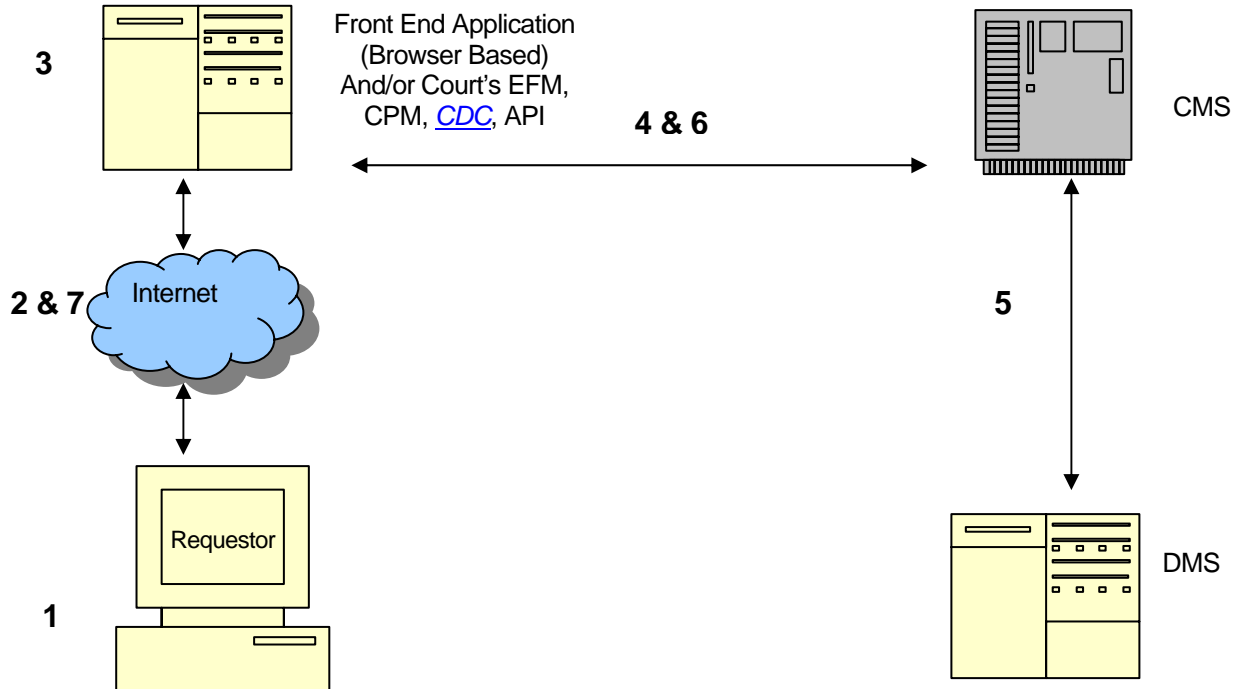 3
Front End Application
(Browser Based)
And/or Court's EFM,
CPM, CDC, API
4 & 6
CMS
2 & 7
Internet
5
Requestor
DMS
1